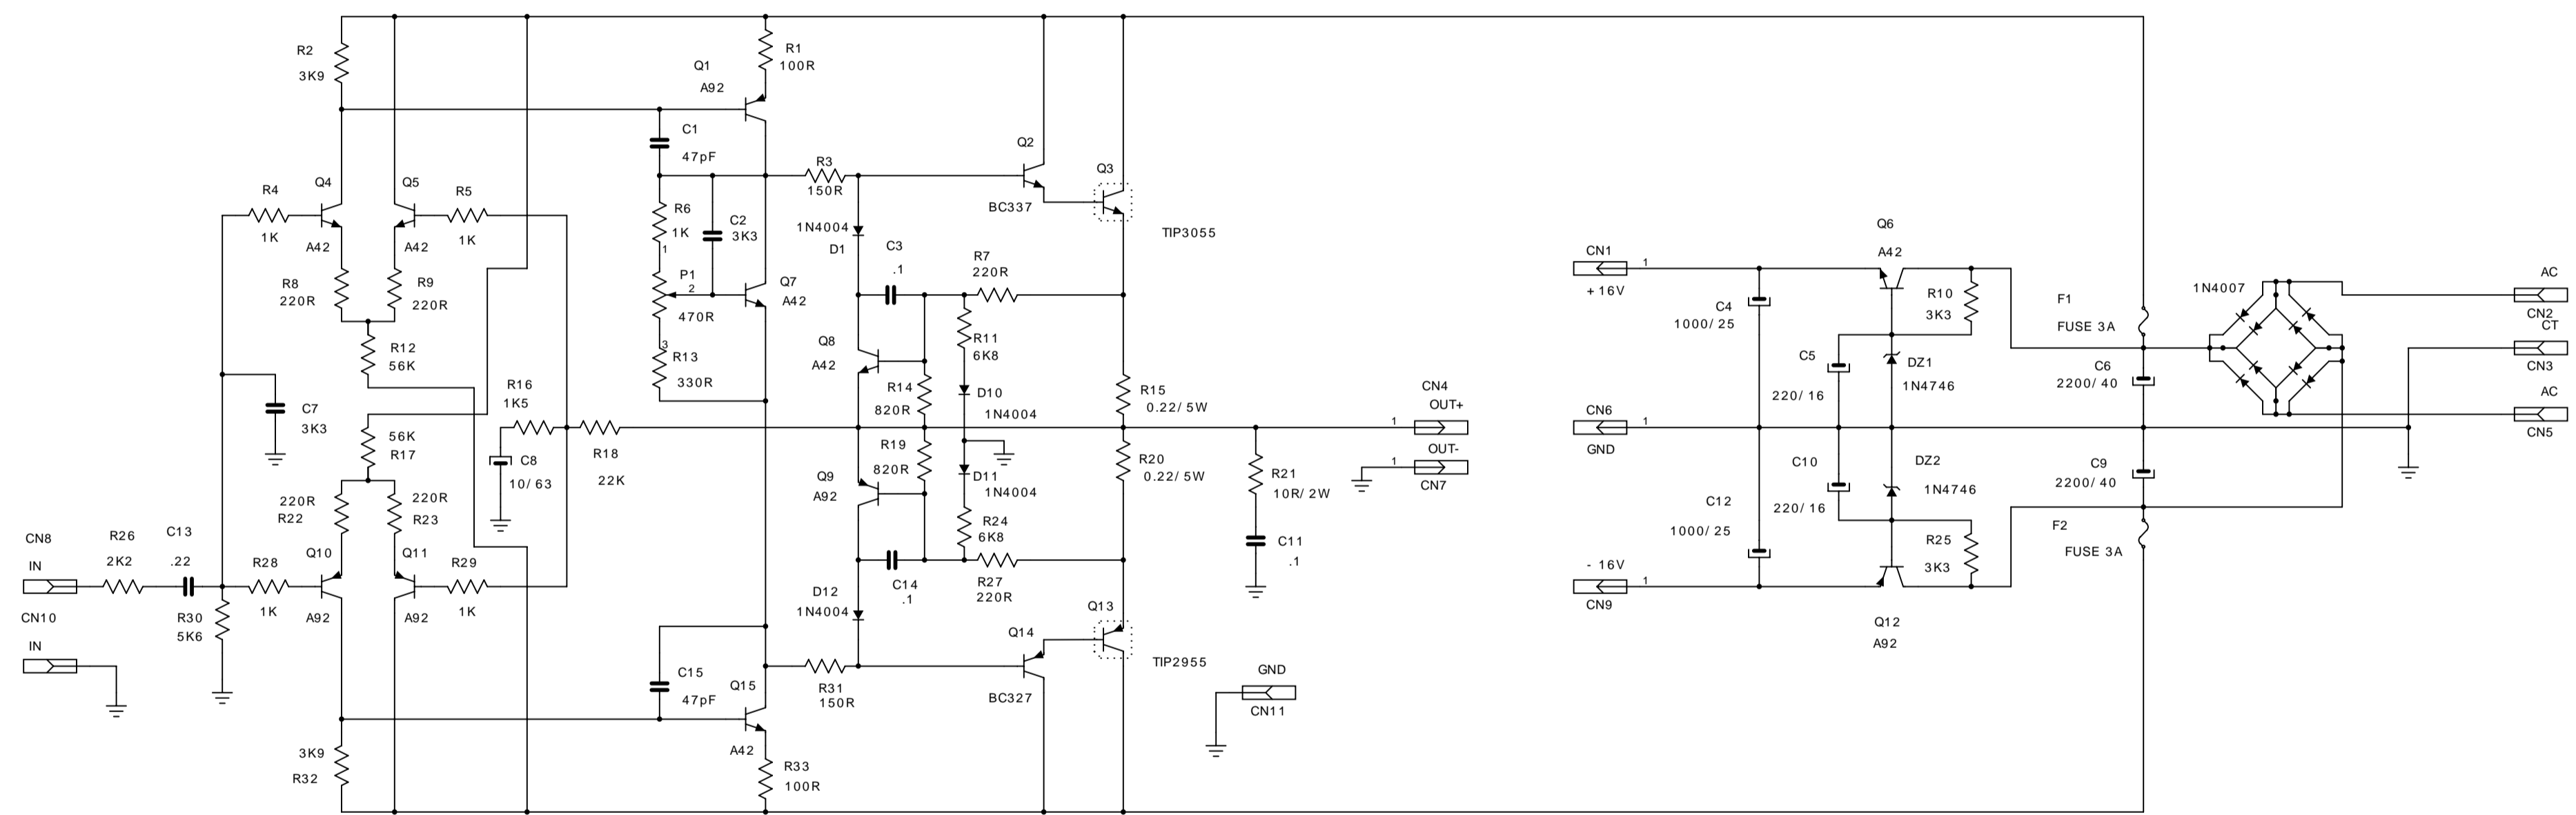 R2
3K9
R1
100R
Q1
A92
C1
47pF
R3
150R
Q2
BC337
Q3
TIP3055
R4
1K
Q4
A42
Q5
A42
R5
1K
R6
1K
1
C2
3K3
1N4004
D1
C3
.1
R7
220R
R8
220R
R9
220R
P1
2
470R
3
Q7
A42
R12
56K
R13
330R
Q8
A42
R11
6K8
R14
820R
D10
1N4004
R15
0.22/5W
R16
1K5
C7
3K3
56K
R17
C8
10/63
R18
22K
R19
820R
Q9
A92
D11
1N4004
R20
0.22/5W
R21
10R/2W
C11
.1
CN4
OUT+
1
OUT-
1
CN7
220R
R22
220R
R23
R24
6K8
C14
.1
R27
220R
CN8
IN
R26
2K2
C13
.22
R28
1K
Q10
A92
Q11
A92
R29
1K
CN10
IN
R30
5K6
D12
1N4004
Q13
TIP2955
Q14
BC327
C15
47pF
Q15
A42
R31
150R
3K9
R32
R33
100R
GND
CN11
CN1
1
+16V
Q6
A42
C4
1000/25
R10
3K3
C5
220/16
DZ1
1N4746
F1
FUSE 3A
C6
2200/40
1N4007
AC
CN2
CT
CN3
AC
CN5
CN6
1
GND
C10
220/16
DZ2
1N4746
C9
2200/40
C12
1000/25
R25
3K3
F2
FUSE 3A
-16V
1
CN9
Q12
A92